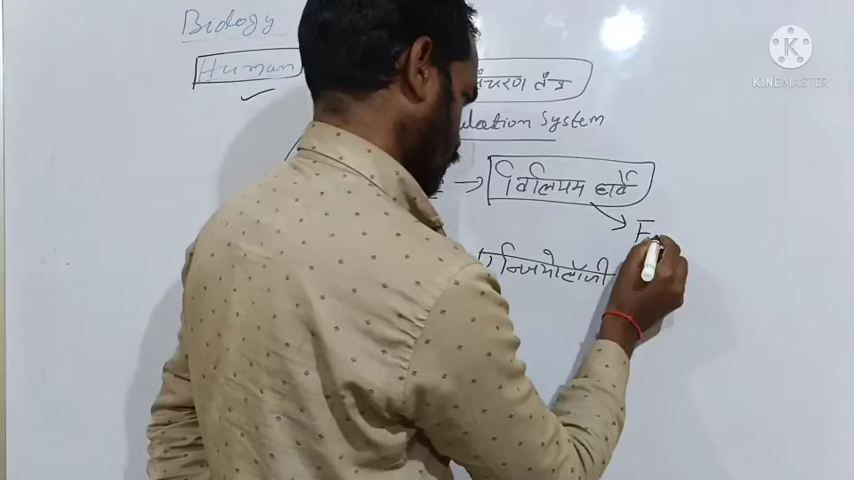 Biology
Human
संचरण तंत्र
ulation System
विलियम हार्वे
F
KINEMASTER